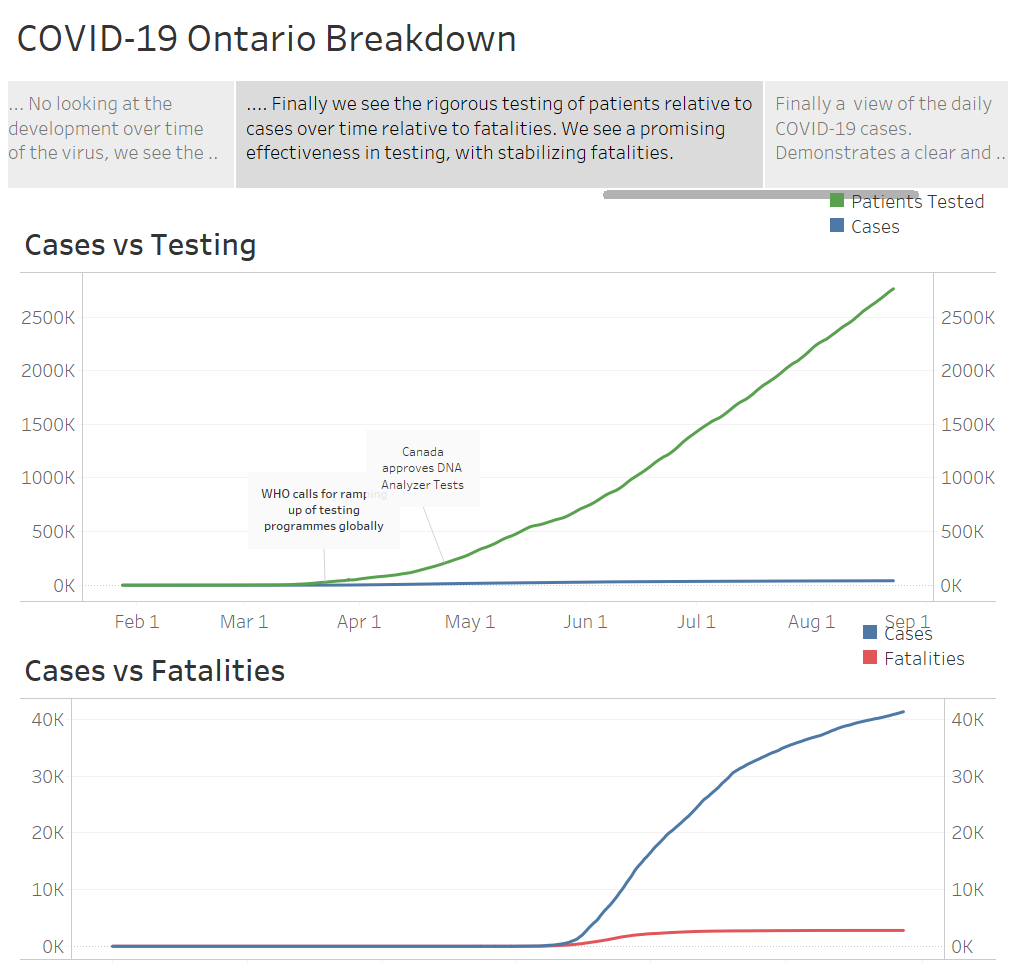 COVID-19 Ontario Breakdown
... No looking at the
development over time
of the virus, we see the ..
.... Finally we see the rigorous testing of patients relative to
cases over time relative to fatalities. We see a promising
effectiveness in testing, with stabilizing fatalities.
Finally a view of the daily
COVID-19 cases.
Demonstrates a clear and ..
Patients Tested
Cases
Cases vs Testing
2500K
2000K
1500K
1000K
500K
0K
WHO calls for ramping
up of testing
programmes globally
Canada
approves DNA
Analyzer Tests
2500K
2000K
1500K
1000K
500K
0K
Feb 1 Mar 1 Apr 1 May 1 Jun 1 Jul 1 Aug 1 Sep 1
Cases
Fatalities
Cases vs Fatalities
40K
30K
20K
10K
0K
40K
30K
20K
10K
0K